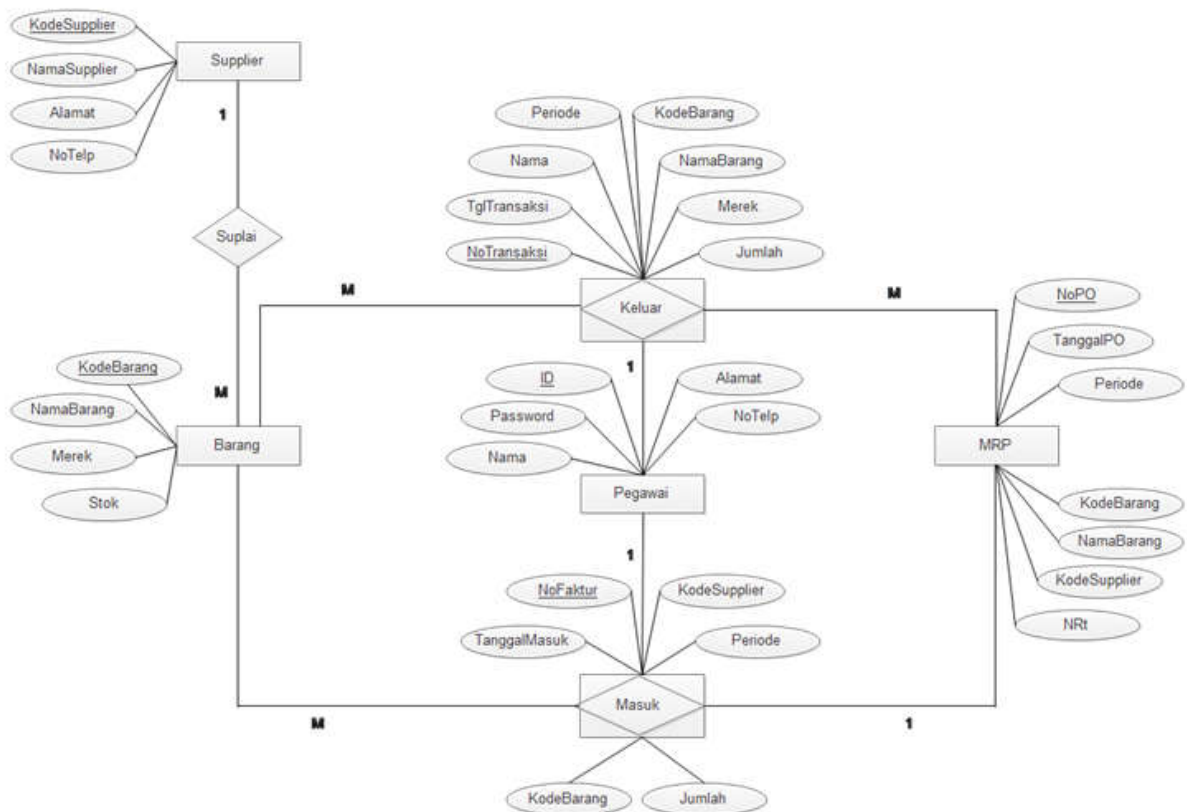 KodeSupplier
Supplier
NamaSupplier
Alamat
NoTelp
1
Suplai
M
Periode
KodeBarang
Nama
NamaBarang
TglTransaksi
Merek
NoTransaksi
Jumlah
Keluar
M
M
1
NoPO
TanggalPO
Periode
MRP
KodeBarang
NamaBarang
KodeSupplier
NRt
KodeBarang
NamaBarang
Merek
Stok
Barang
ID
Alamat
Password
NoTelp
Nama
Pegawai
1
NoFaktur
KodeSupplier
TanggalMasuk
Periode
Masuk
M
1
KodeBarang
Jumlah